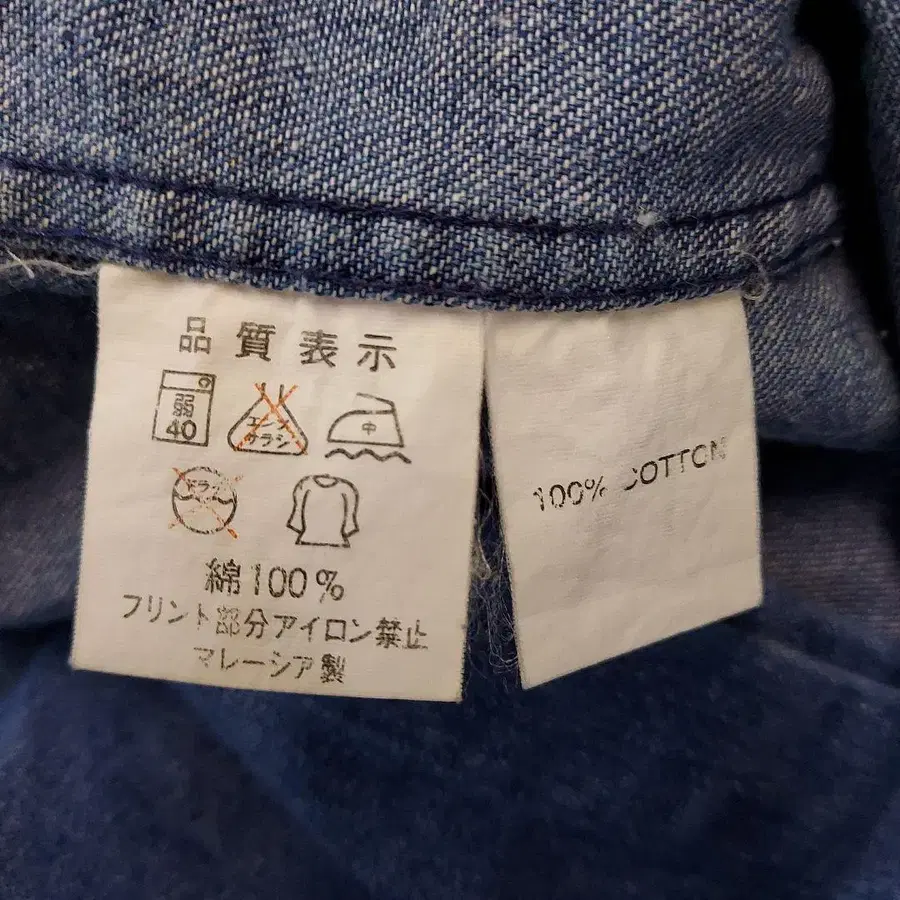 品質表示
弱
40
エンソ
サラシ
中
ドライ
綿100%
フリント部分アイロン禁止
マレーシア製
100% COTTON